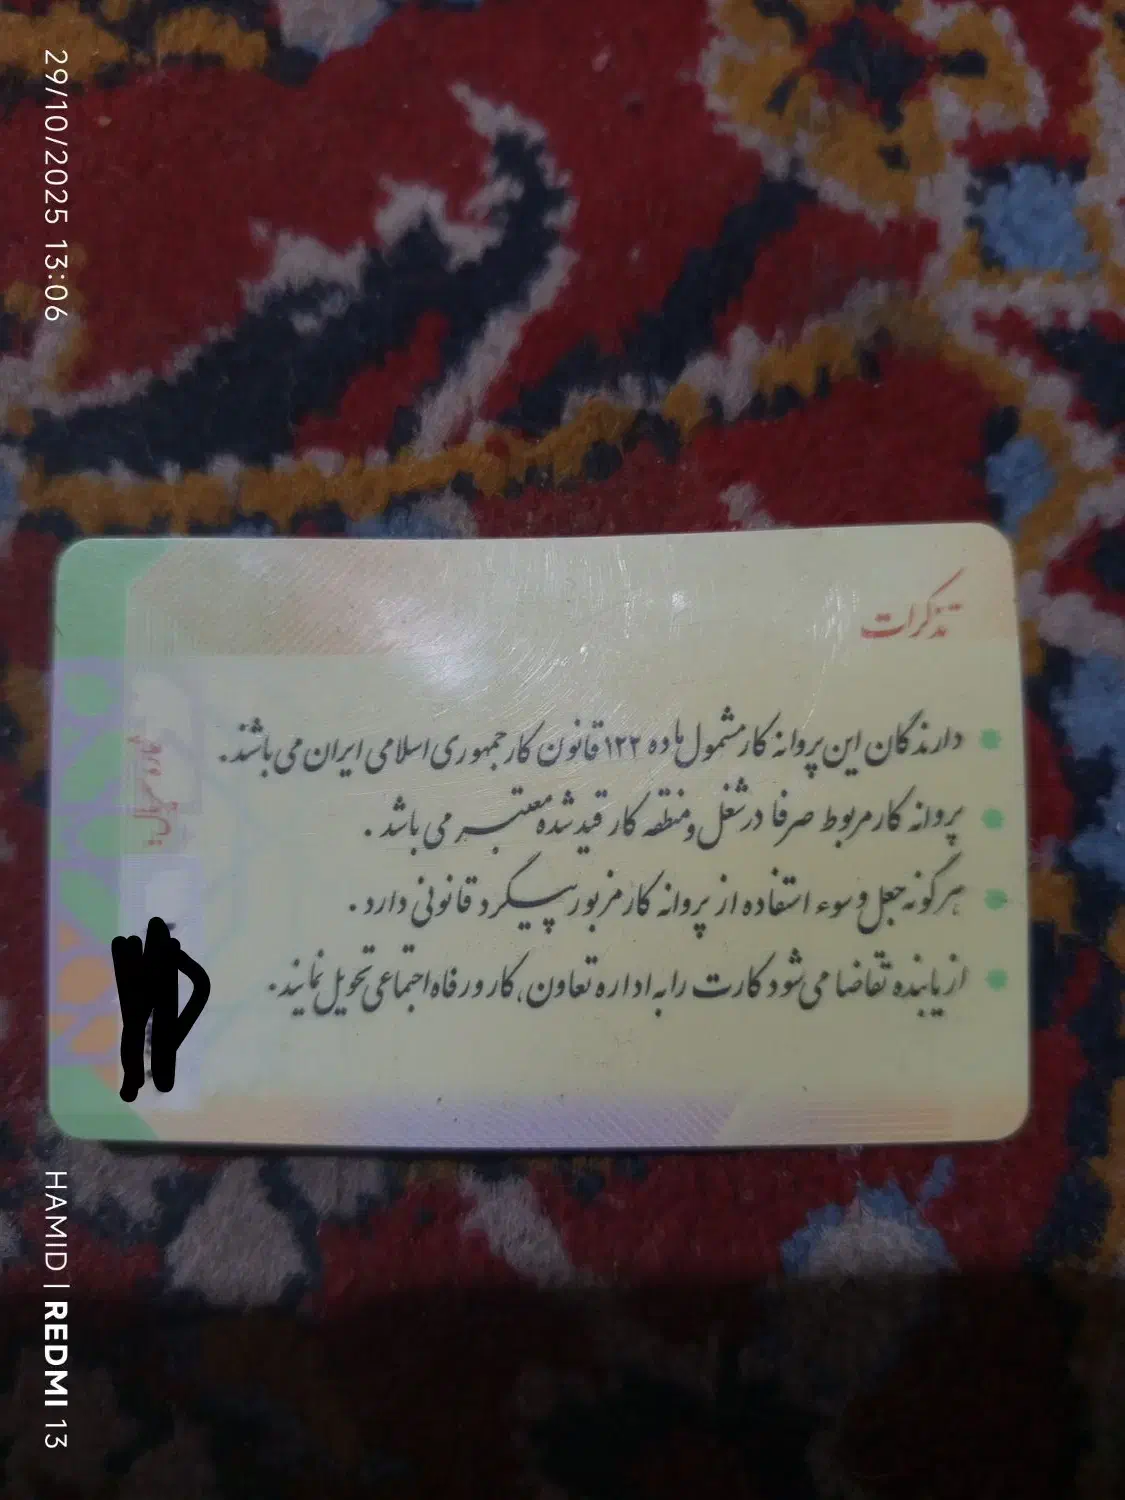 تذکرات
دارندگان این پروانه کار مشمول ماده ۱۲۲ قانون کار جمهوری اسلامی ایران می باشند.
پروانه کار مربوط صرفا در شغل و منطقه کار قید شده معتبر می باشد.
هرگونه جعل و سوء استفاده از پروانه کار مزبور پیگرد قانونی دارد.
از یابنده تقاضا می شود کارت را به اداره تعاون، کار و رفاه اجتماعی تحویل نمایند.
شماره سریال:
29/10/2025 13:06
HAMID | REDMI 13